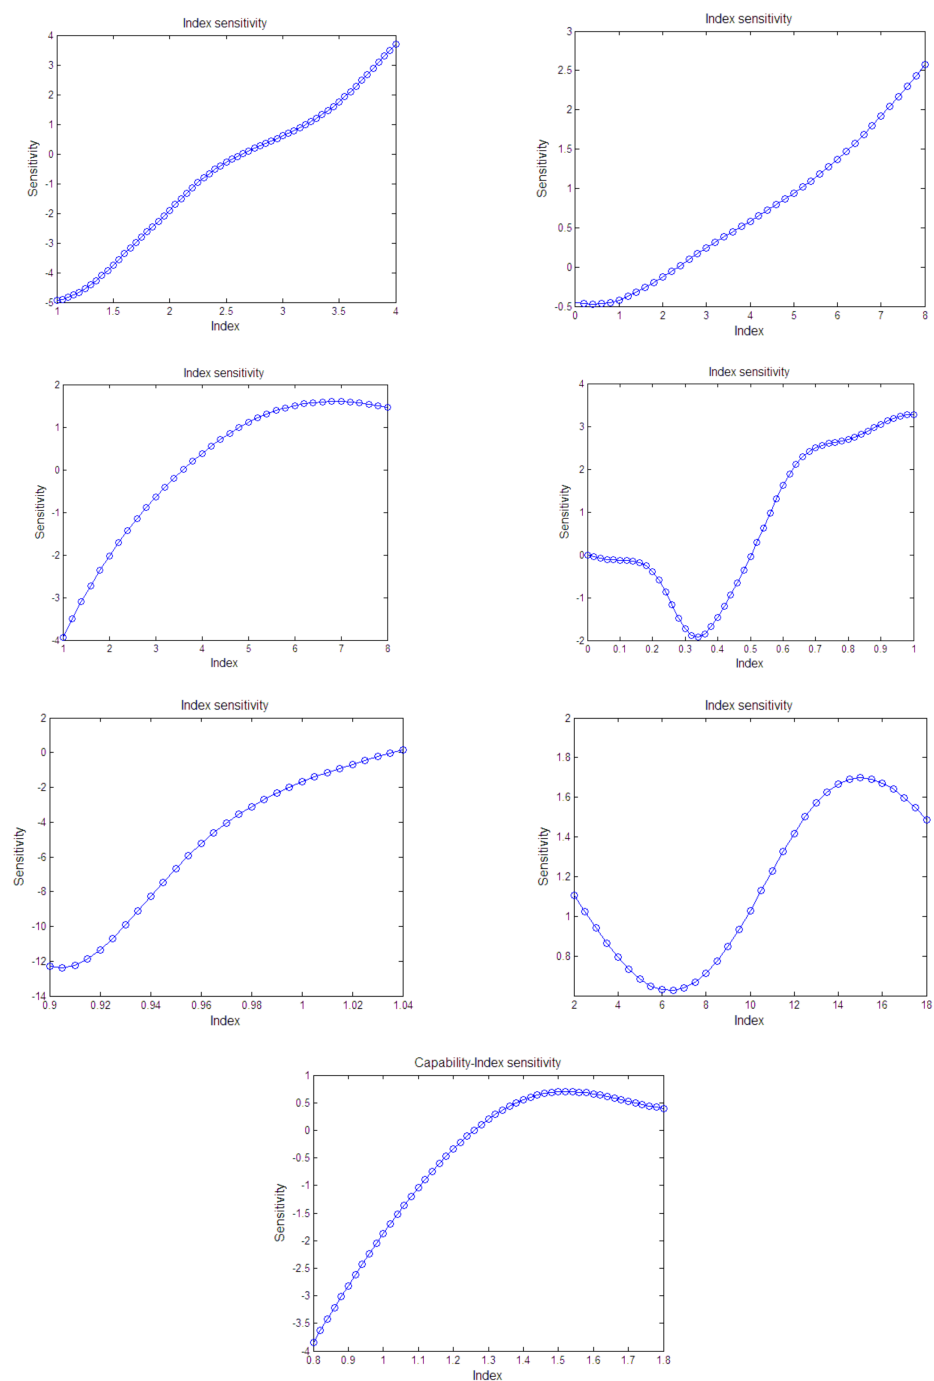 Index sensitivity
4
3
2
1
0
-1
-2
-3
-4
-5
1 1.5 2 2.5 3 3.5 4
Sensitivity
Index
Index sensitivity
3
2.5
2
1.5
1
0.5
0
-0.5
0 1 2 3 4 5 6 7 8
Sensitivity
Index
Index sensitivity
2
1
0
-1
-2
-3
-4
1 2 3 4 5 6 7 8
Sensitivity
Index
Index sensitivity
4
3
2
1
0
-1
-2
0 0.1 0.2 0.3 0.4 0.5 0.6 0.7 0.8 0.9 1
Sensitivity
Index
Index sensitivity
2
0
-2
-4
-6
-8
-10
-12
-14
0.9 0.92 0.94 0.96 0.98 1 1.02 1.04
Sensitivity
Index
Index sensitivity
2
1.8
1.6
1.4
1.2
1
0.8
2 4 6 8 10 12 14 16 18
Sensitivity
Index
Capability-Index sensitivity
1
0.5
0
-0.5
-1
-1.5
-2
-2.5
-3
-3.5
-4
0.8 0.9 1 1.1 1.2 1.3 1.4 1.5 1.6 1.7 1.8
Sensitivity
Index